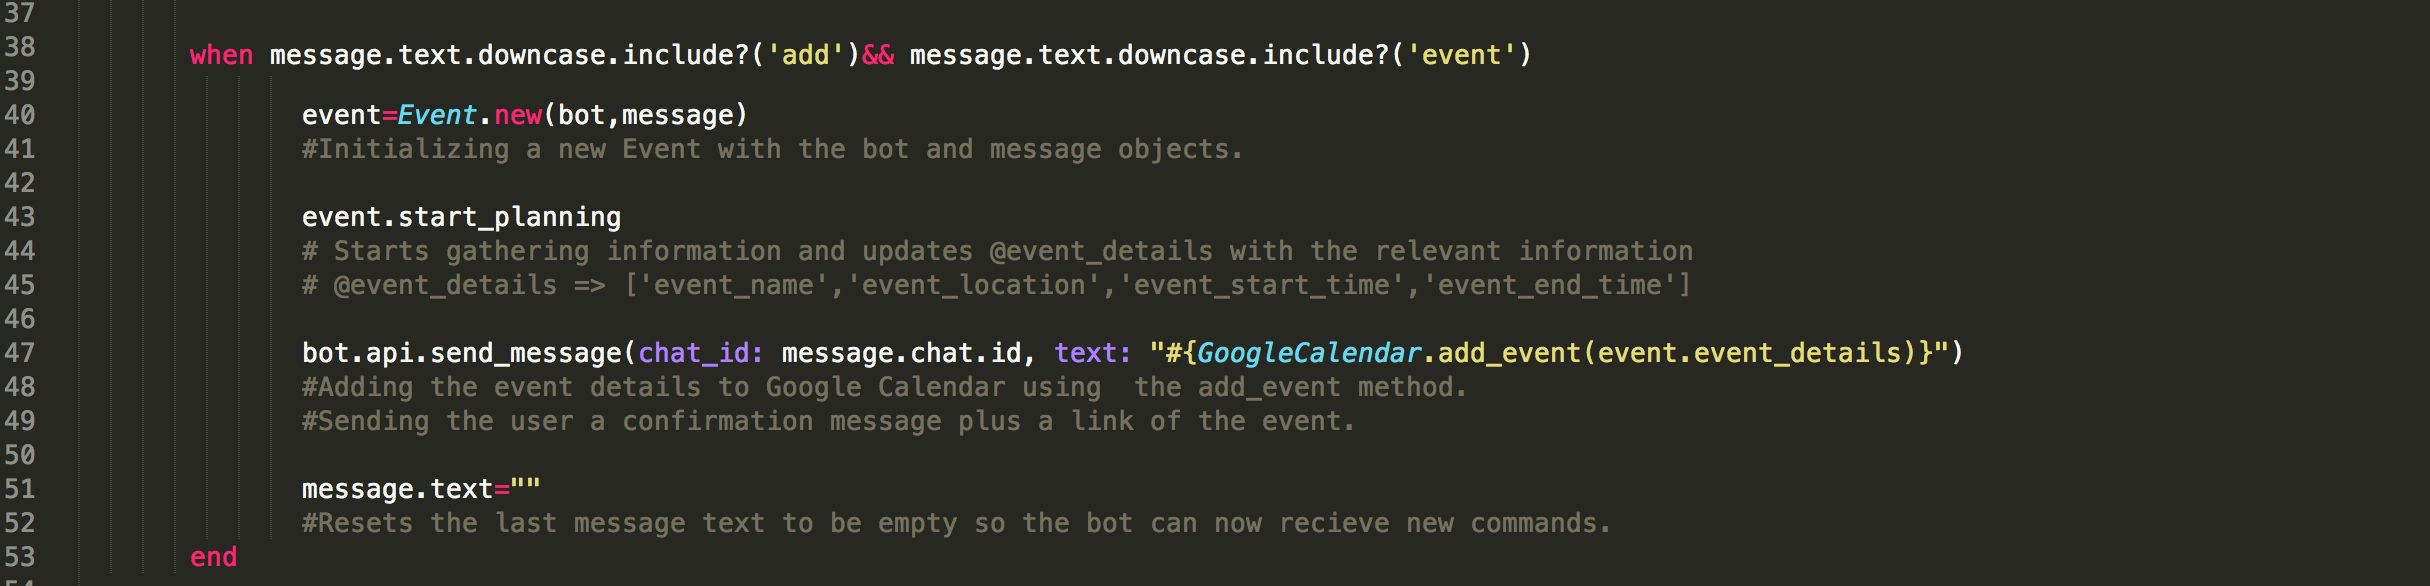 37
38 when message.text.downcase.include?('add')&& message.text.downcase.include?('event')
39
40 event=Event.new(bot,message)
41 #Initializing a new Event with the bot and message objects.
42
43 event.start_planning
44 # Starts gathering information and updates @event_details with the relevant information
45 # @event_details => ['event_name','event_location','event_start_time','event_end_time']
46
47 bot.api.send_message(chat_id: message.chat.id, text: "#{GoogleCalendar.add_event(event.event_details)}")
48 #Adding the event details to Google Calendar using  the add_event method.
49 #Sending the user a confirmation message plus a link of the event.
50
51 message.text=""
52 #Resets the last message text to be empty so the bot can now recieve new commands.
53 end